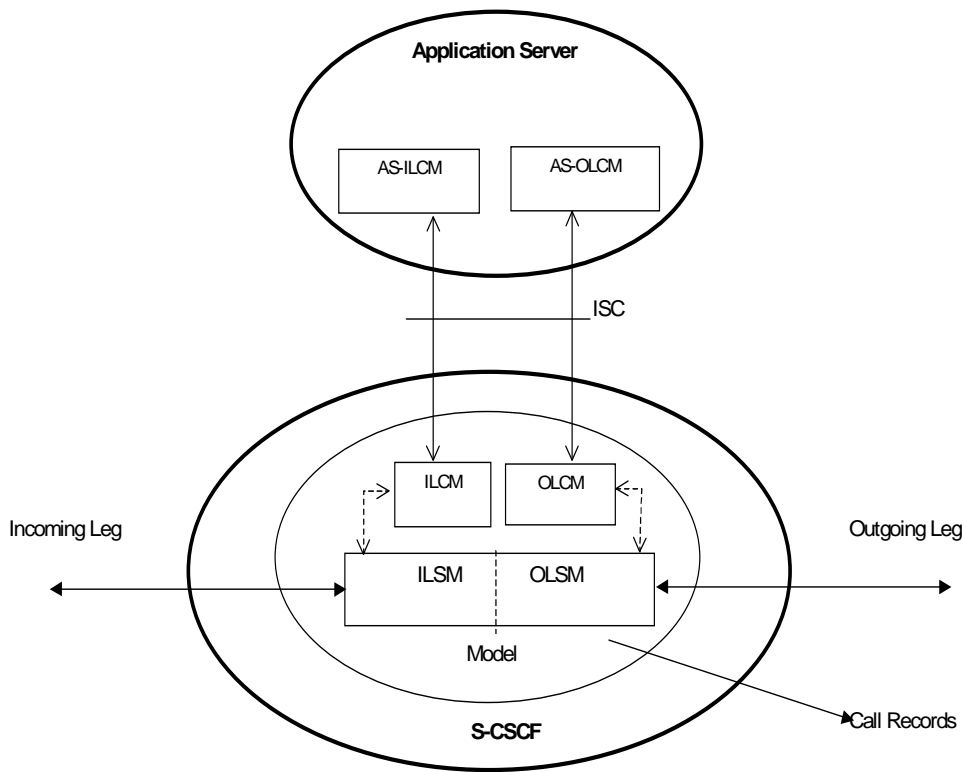 Application Server
AS-ILCM
AS-OLCM
ISC
ILCM
OLCM
Incoming Leg
Outgoing Leg
ILSM
OLSM
Model
Call Records
S-CSCF